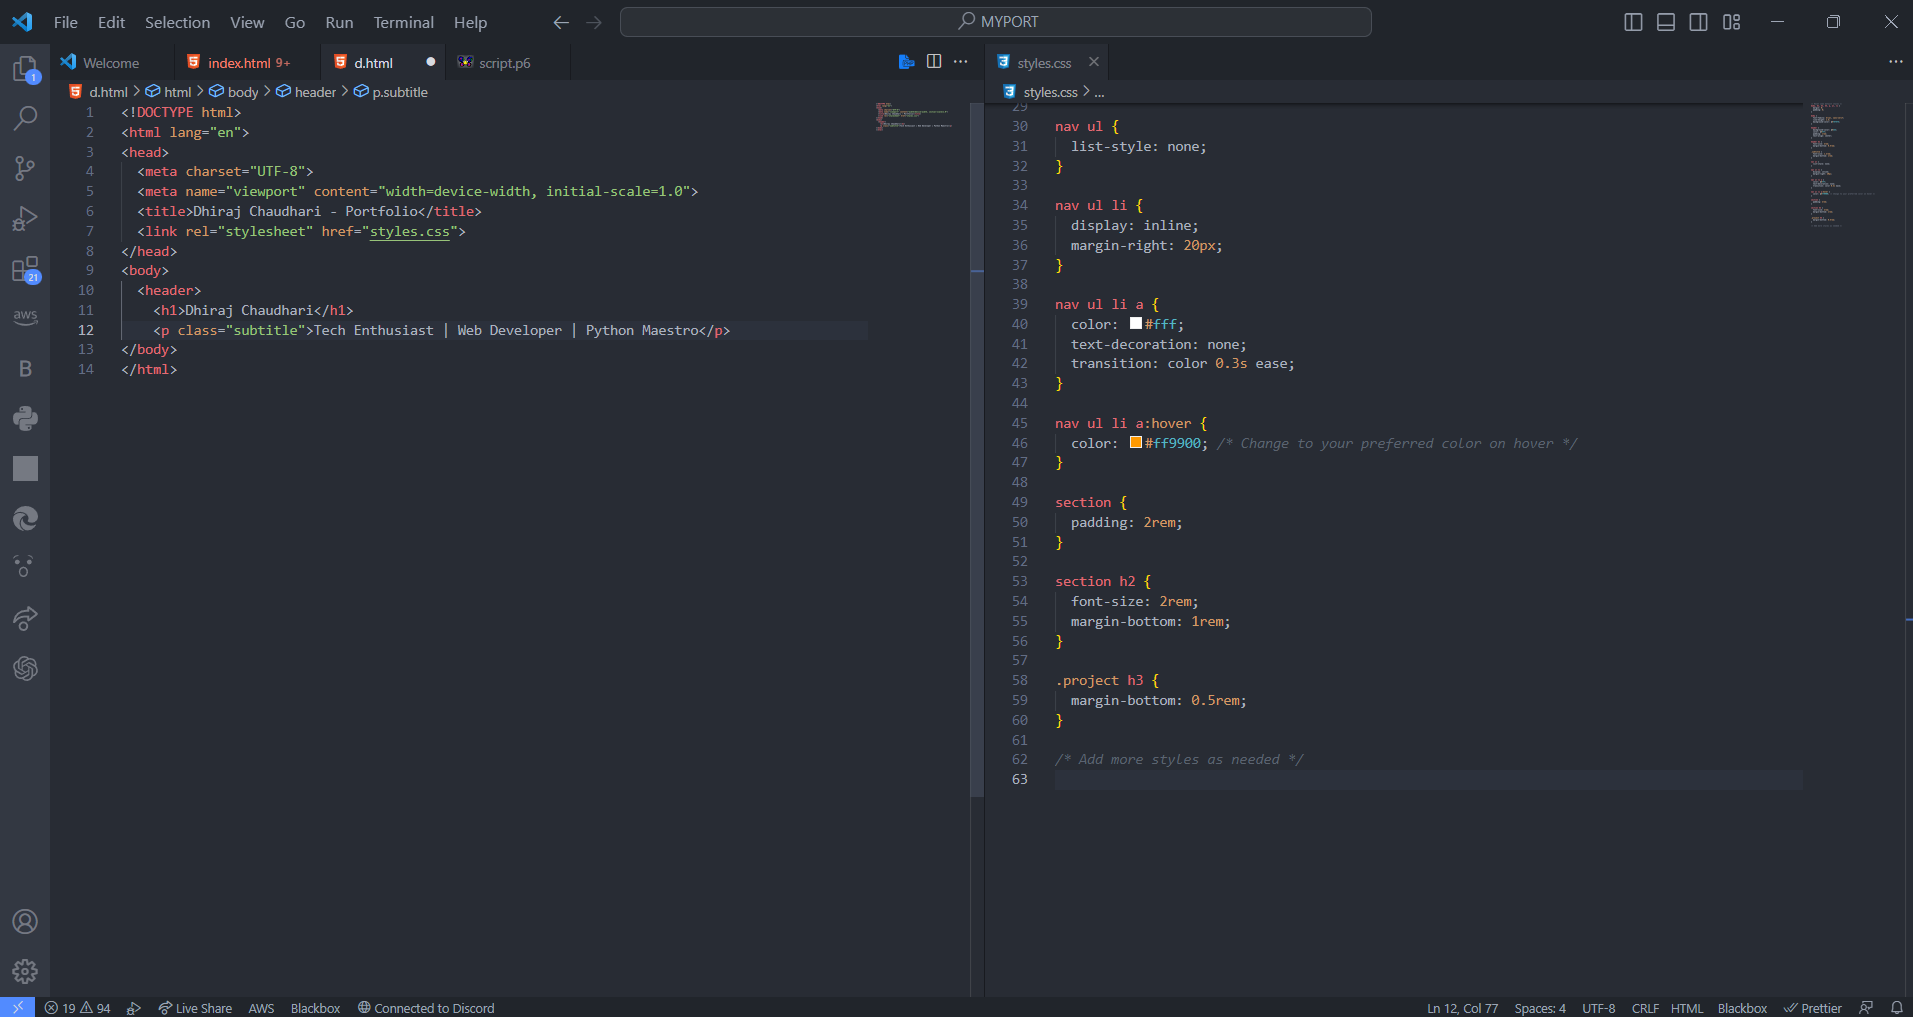 File Edit Selection View Go Run Terminal Help
MYPORT
Welcome index.html 9+ d.html script.p6
styles.css
d.html > html > body > header > p.subtitle
styles.css > ...
1 <!DOCTYPE html>
2 <html lang="en">
3 <head>
4 <meta charset="UTF-8">
5 <meta name="viewport" content="width=device-width, initial-scale=1.0">
6 <title>Dhiraj Chaudhari - Portfolio</title>
7 <link rel="stylesheet" href="styles.css">
8 </head>
9 <body>
10 <header>
11 <h1>Dhiraj Chaudhari</h1>
12 <p class="subtitle">Tech Enthusiast | Web Developer | Python Maestro</p>
13 </body>
14 </html>
29
30 nav ul {
31 list-style: none;
32 }
33
34 nav ul li {
35 display: inline;
36 margin-right: 20px;
37 }
38
39 nav ul li a {
40 color: #fff;
41 text-decoration: none;
42 transition: color 0.3s ease;
43 }
44
45 nav ul li a:hover {
46 color: #ff9900; /* Change to your preferred color on hover */
47 }
48
49 section {
50 padding: 2rem;
51 }
52
53 section h2 {
54 font-size: 2rem;
55 margin-bottom: 1rem;
56 }
57
58 .project h3 {
59 margin-bottom: 0.5rem;
60 }
61
62 /* Add more styles as needed */
63
1
21
aws
B
19 94 Live Share AWS Blackbox Connected to Discord
Ln 12, Col 77 Spaces: 4 UTF-8 CRLF HTML Blackbox Prettier